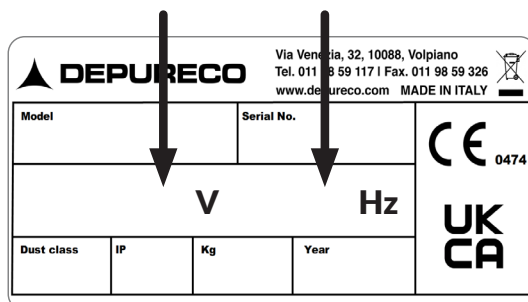 DEPURECO
Via Venezia, 32, 10088, Volpiano
Tel. 011 98 59 117 I Fax. 011 98 59 326
www.depureco.com MADE IN ITALY
Model
Serial No.
CE 0474
V Hz
UK
CA
Dust class IP Kg Year